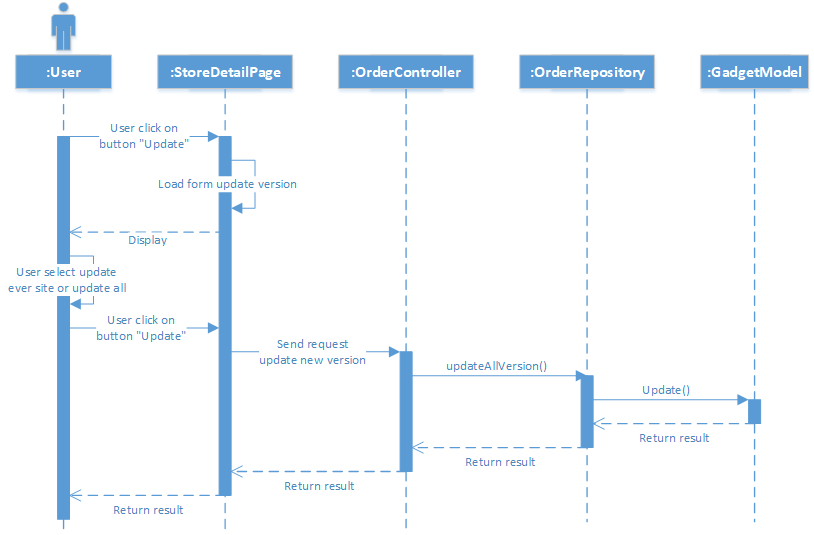 :User
:StoreDetailPage
:OrderController
:OrderRepository
:GadgetModel
User click on
button "Update"
Load form update version
Display
User select update
ever site or update all
User click on
button "Update"
Send request
update new version
updateAllVersion()
Update()
Return result
Return result
Return result
Return result